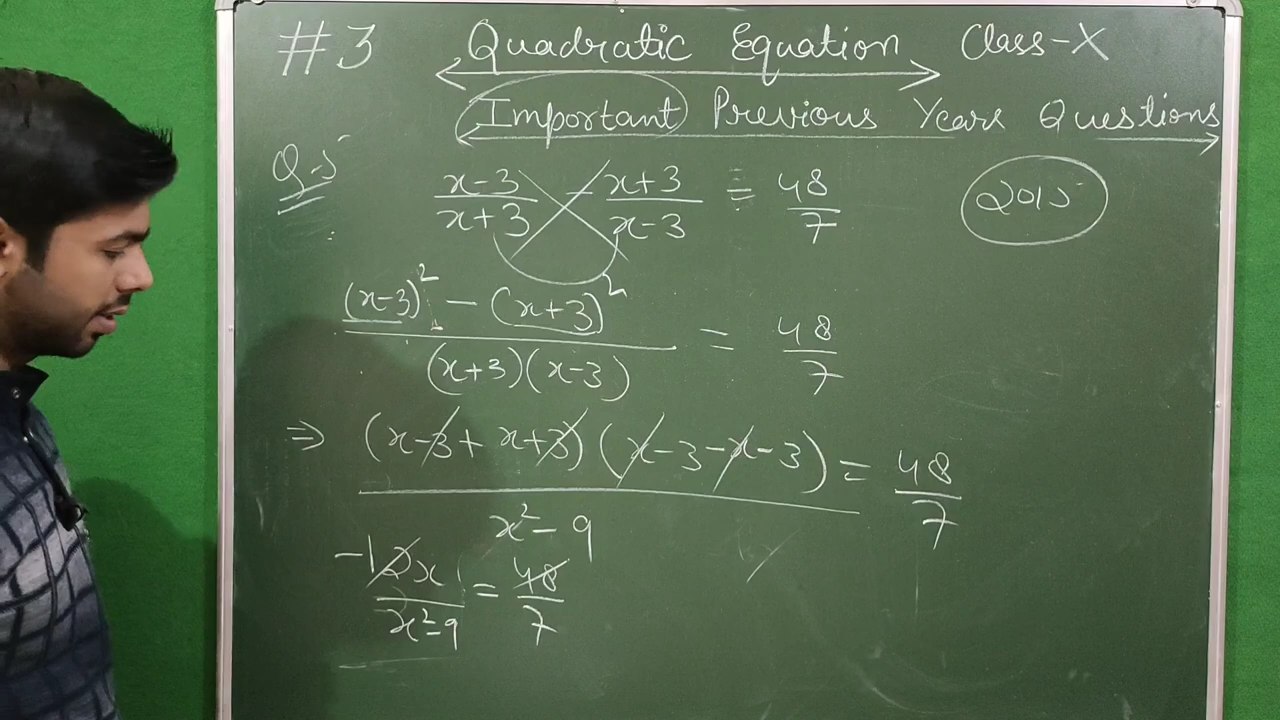 #3 Quadratic Equation Class-X
Important Previous Years Questions
Q-5 (x-3)/(x+3) - (x+3)/(x-3) = 48/7 2015
((x-3)² - (x+3)²)/((x+3)(x-3)) = 48/7
⇒ ((x-3+x+3)(x-3-x-3))/(x²-9) = 48/7
-12x/(x²-9) = 48/7